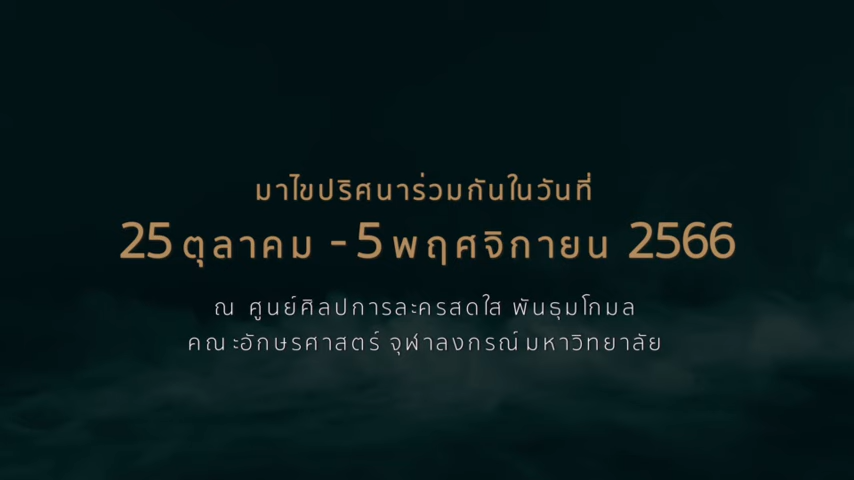 มาไขปริศนาร่วมกันในวันที่
25 ตุลาคม - 5 พฤศจิกายน 2566
ณ ศูนย์ศิลปการละครสดใส พันธุมโกมล
คณะอักษรศาสตร์ จุฬาลงกรณ์มหาวิทยาลัย